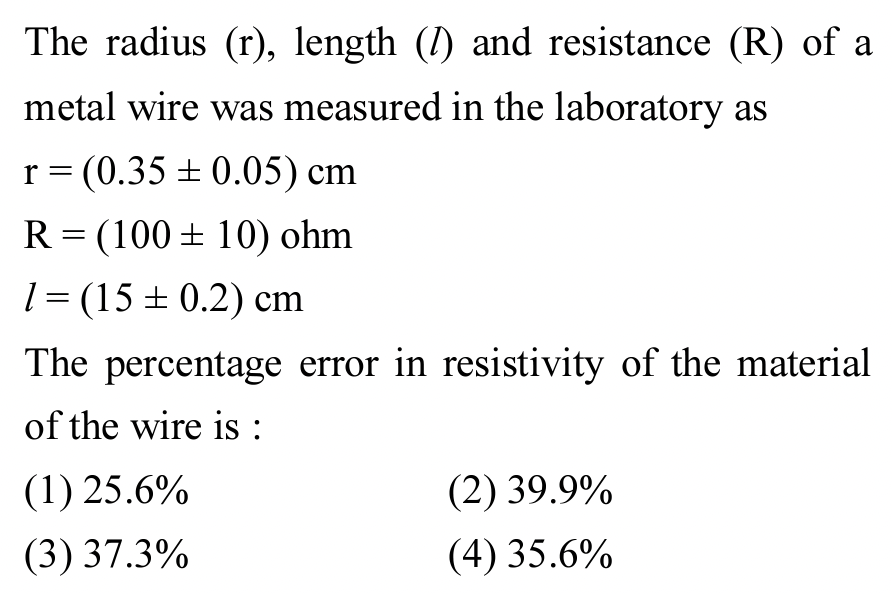 The radius (r), length (l) and resistance (R) of a
metal wire was measured in the laboratory as
r = (0.35 ± 0.05) cm
R = (100 ± 10) ohm
l = (15 ± 0.2) cm
The percentage error in resistivity of the material
of the wire is :
(1) 25.6% (2) 39.9%
(3) 37.3% (4) 35.6%